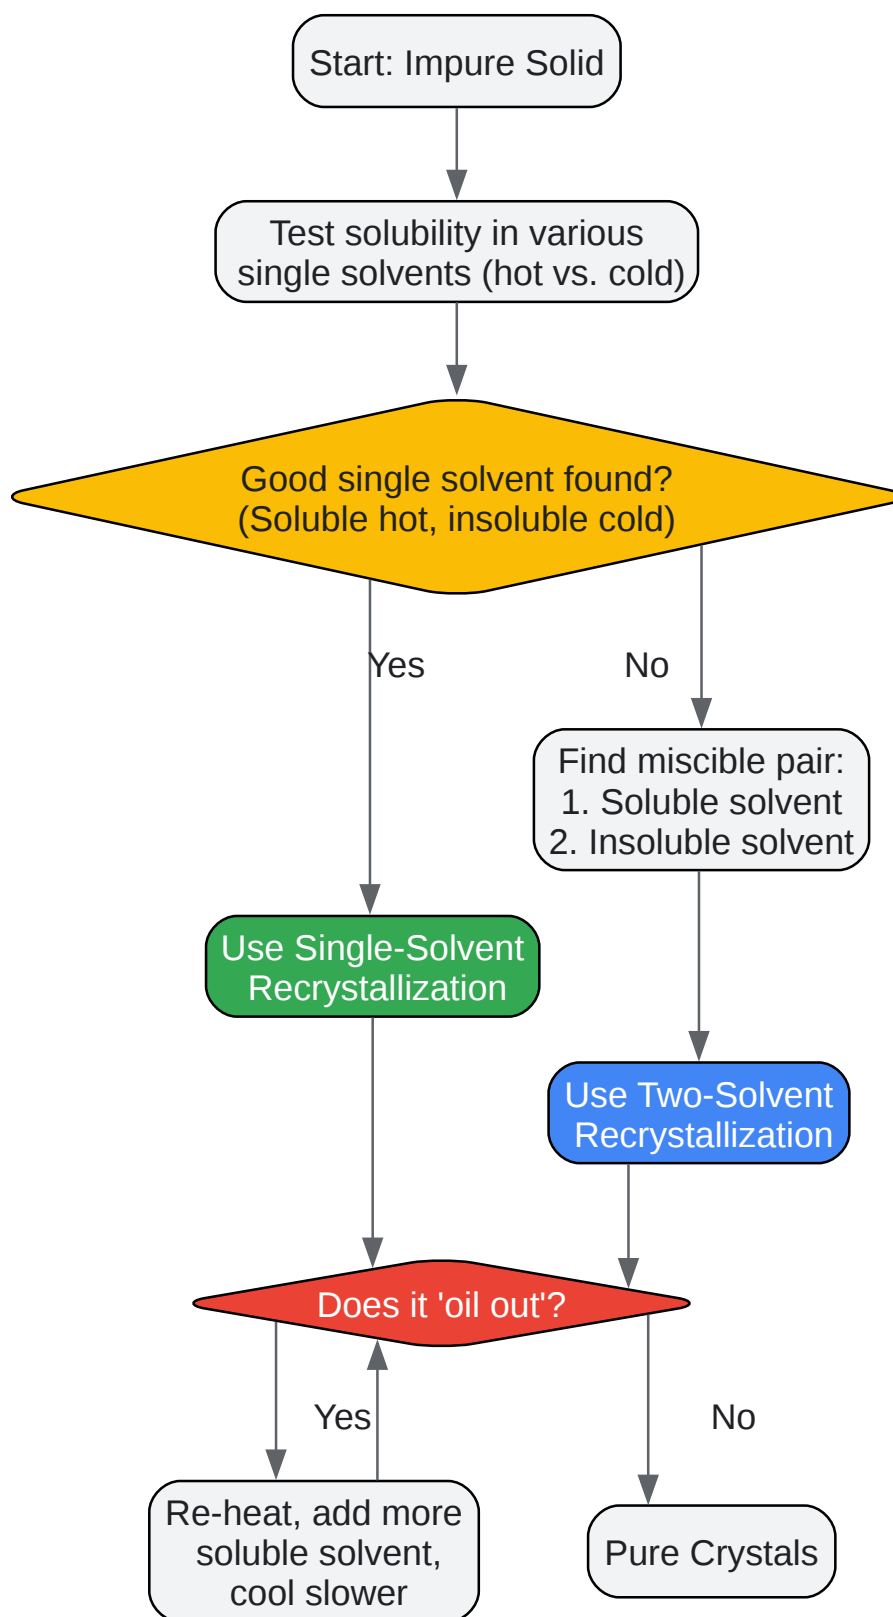 Start: Impure Solid
Test solubility in various
single solvents (hot vs. cold)
Good single solvent found?
(Soluble hot, insoluble cold)
Yes
No
Find miscible pair:
1. Soluble solvent
2. Insoluble solvent
Use Single-Solvent
Recrystallization
Use Two-Solvent
Recrystallization
Does it 'oil out'?
Yes
No
Re-heat, add more
soluble solvent,
cool slower
Pure Crystals